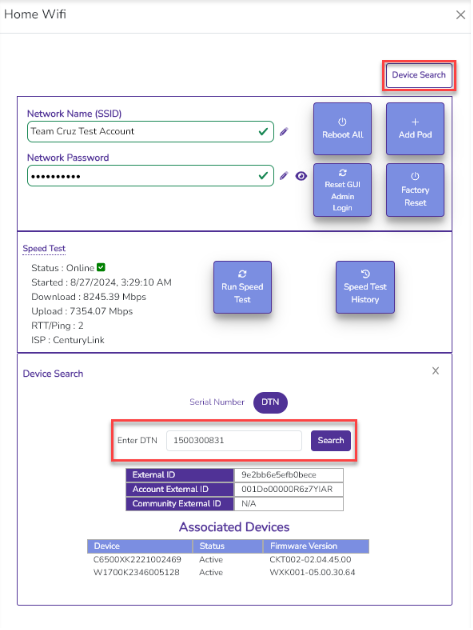 Home Wifi
X
Device Search
Network Name (SSID)
Team Cruz Test Account
Network Password
••••••••••
Reboot All
Add Pod
Reset GUI
Admin
Login
Factory
Reset
Speed Test
Status : Online
Started : 8/27/2024, 3:29:10 AM
Download : 8245.39 Mbps
Upload : 7354.07 Mbps
RTT/Ping : 2
ISP : CenturyLink
Run Speed
Test
Speed Test
History
Device Search
X
Serial Number DTN
Enter DTN 1500300831 Search
External ID 9e2bb6e5efb0bece
Account External ID 001Do00000R6z7YIAR
Community External ID N/A
Associated Devices
Device Status Firmware Version
C6500XK2221002469 Active CKT002-02.04.45.00
W1700K2346005128 Active WXK001-05.00.30.64